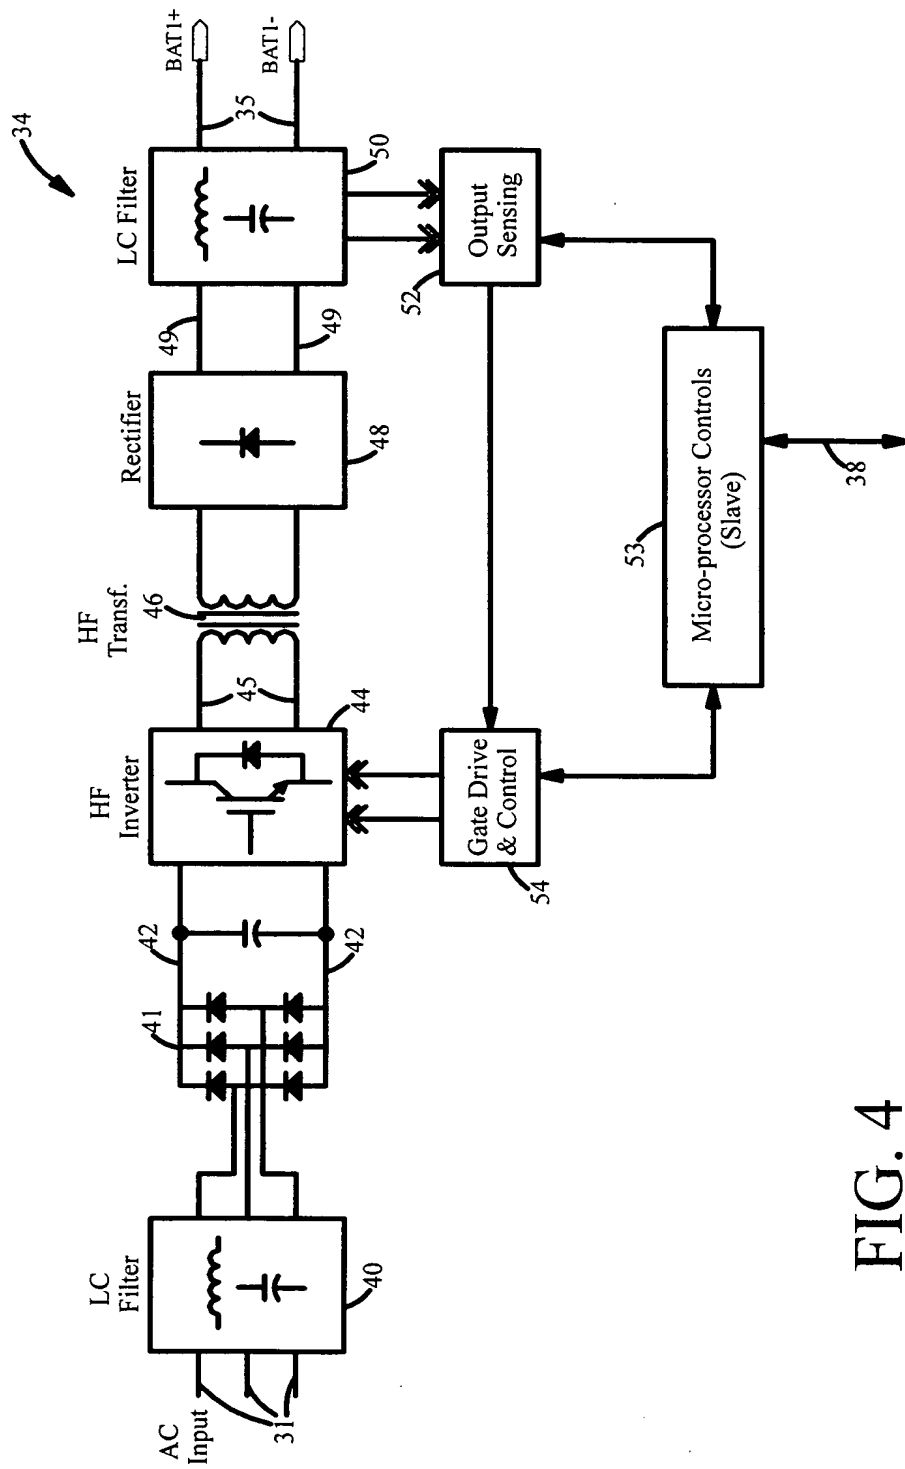 34
BAT1+
BAT1-
35
LC Filter
50
49
49
Rectifier
48
HF
Transf.
46
45
HF
Inverter
44
42
42
41
LC
Filter
40
AC
Input
31
Output
Sensing
52
Gate Drive
& Control
54
Micro-processor Controls
(Slave)
53
38
FIG. 4